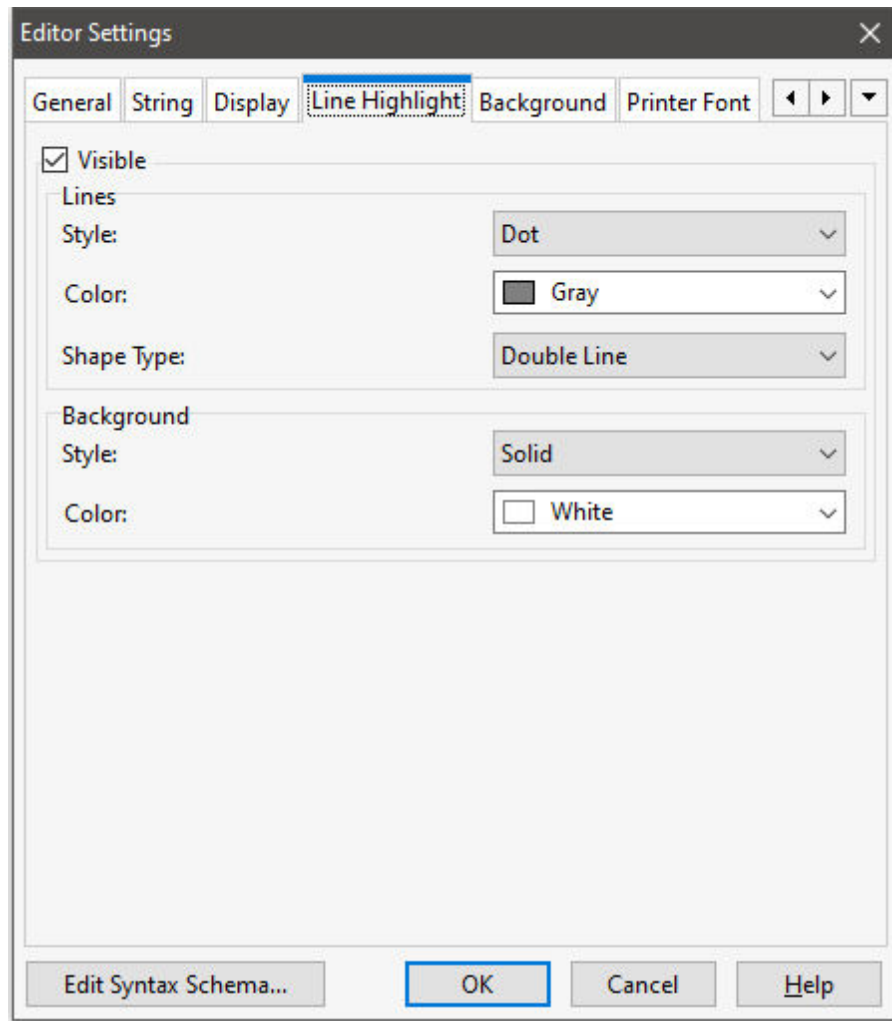 Editor Settings
General String Display Line Highlight Background Printer Font
Visible
Lines
Style: Dot
Color: Gray
Shape Type: Double Line
Background
Style: Solid
Color: White
Edit Syntax Schema... OK Cancel Help